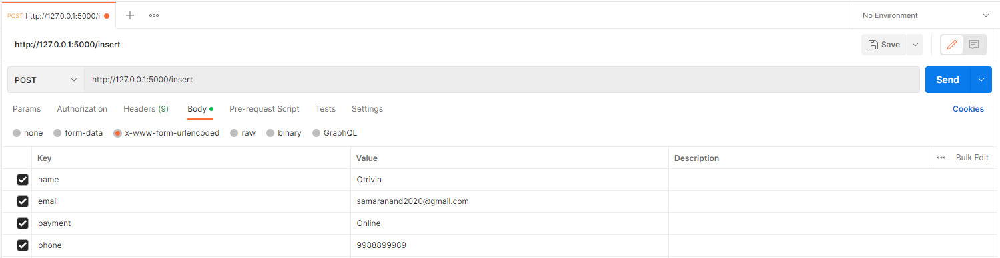 POST http://127.0.0.1:5000/i No Environment
http://127.0.0.1:5000/insert Save
POST http://127.0.0.1:5000/insert Send
Params Authorization Headers (9) Body Pre-request Script Tests Settings Cookies
none form-data x-www-form-urlencoded raw binary GraphQL
Key Value Description Bulk Edit
name Otrivin
email samaranand2020@gmail.com
payment Online
phone 9988899989